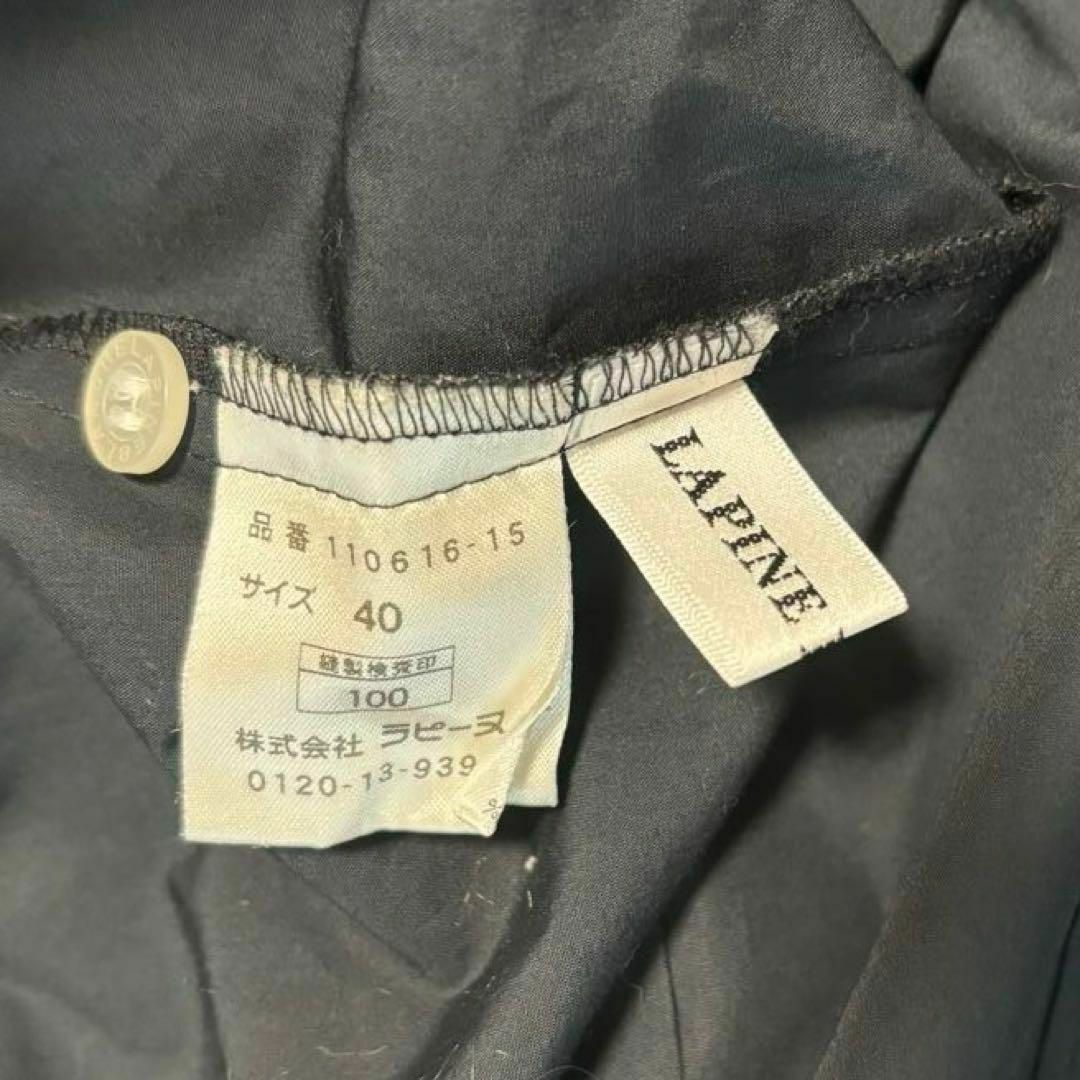 品番 110616-15
サイズ 40
縫製検査印
100
株式会社 ラピーヌ
0120-13-939
LAPINE